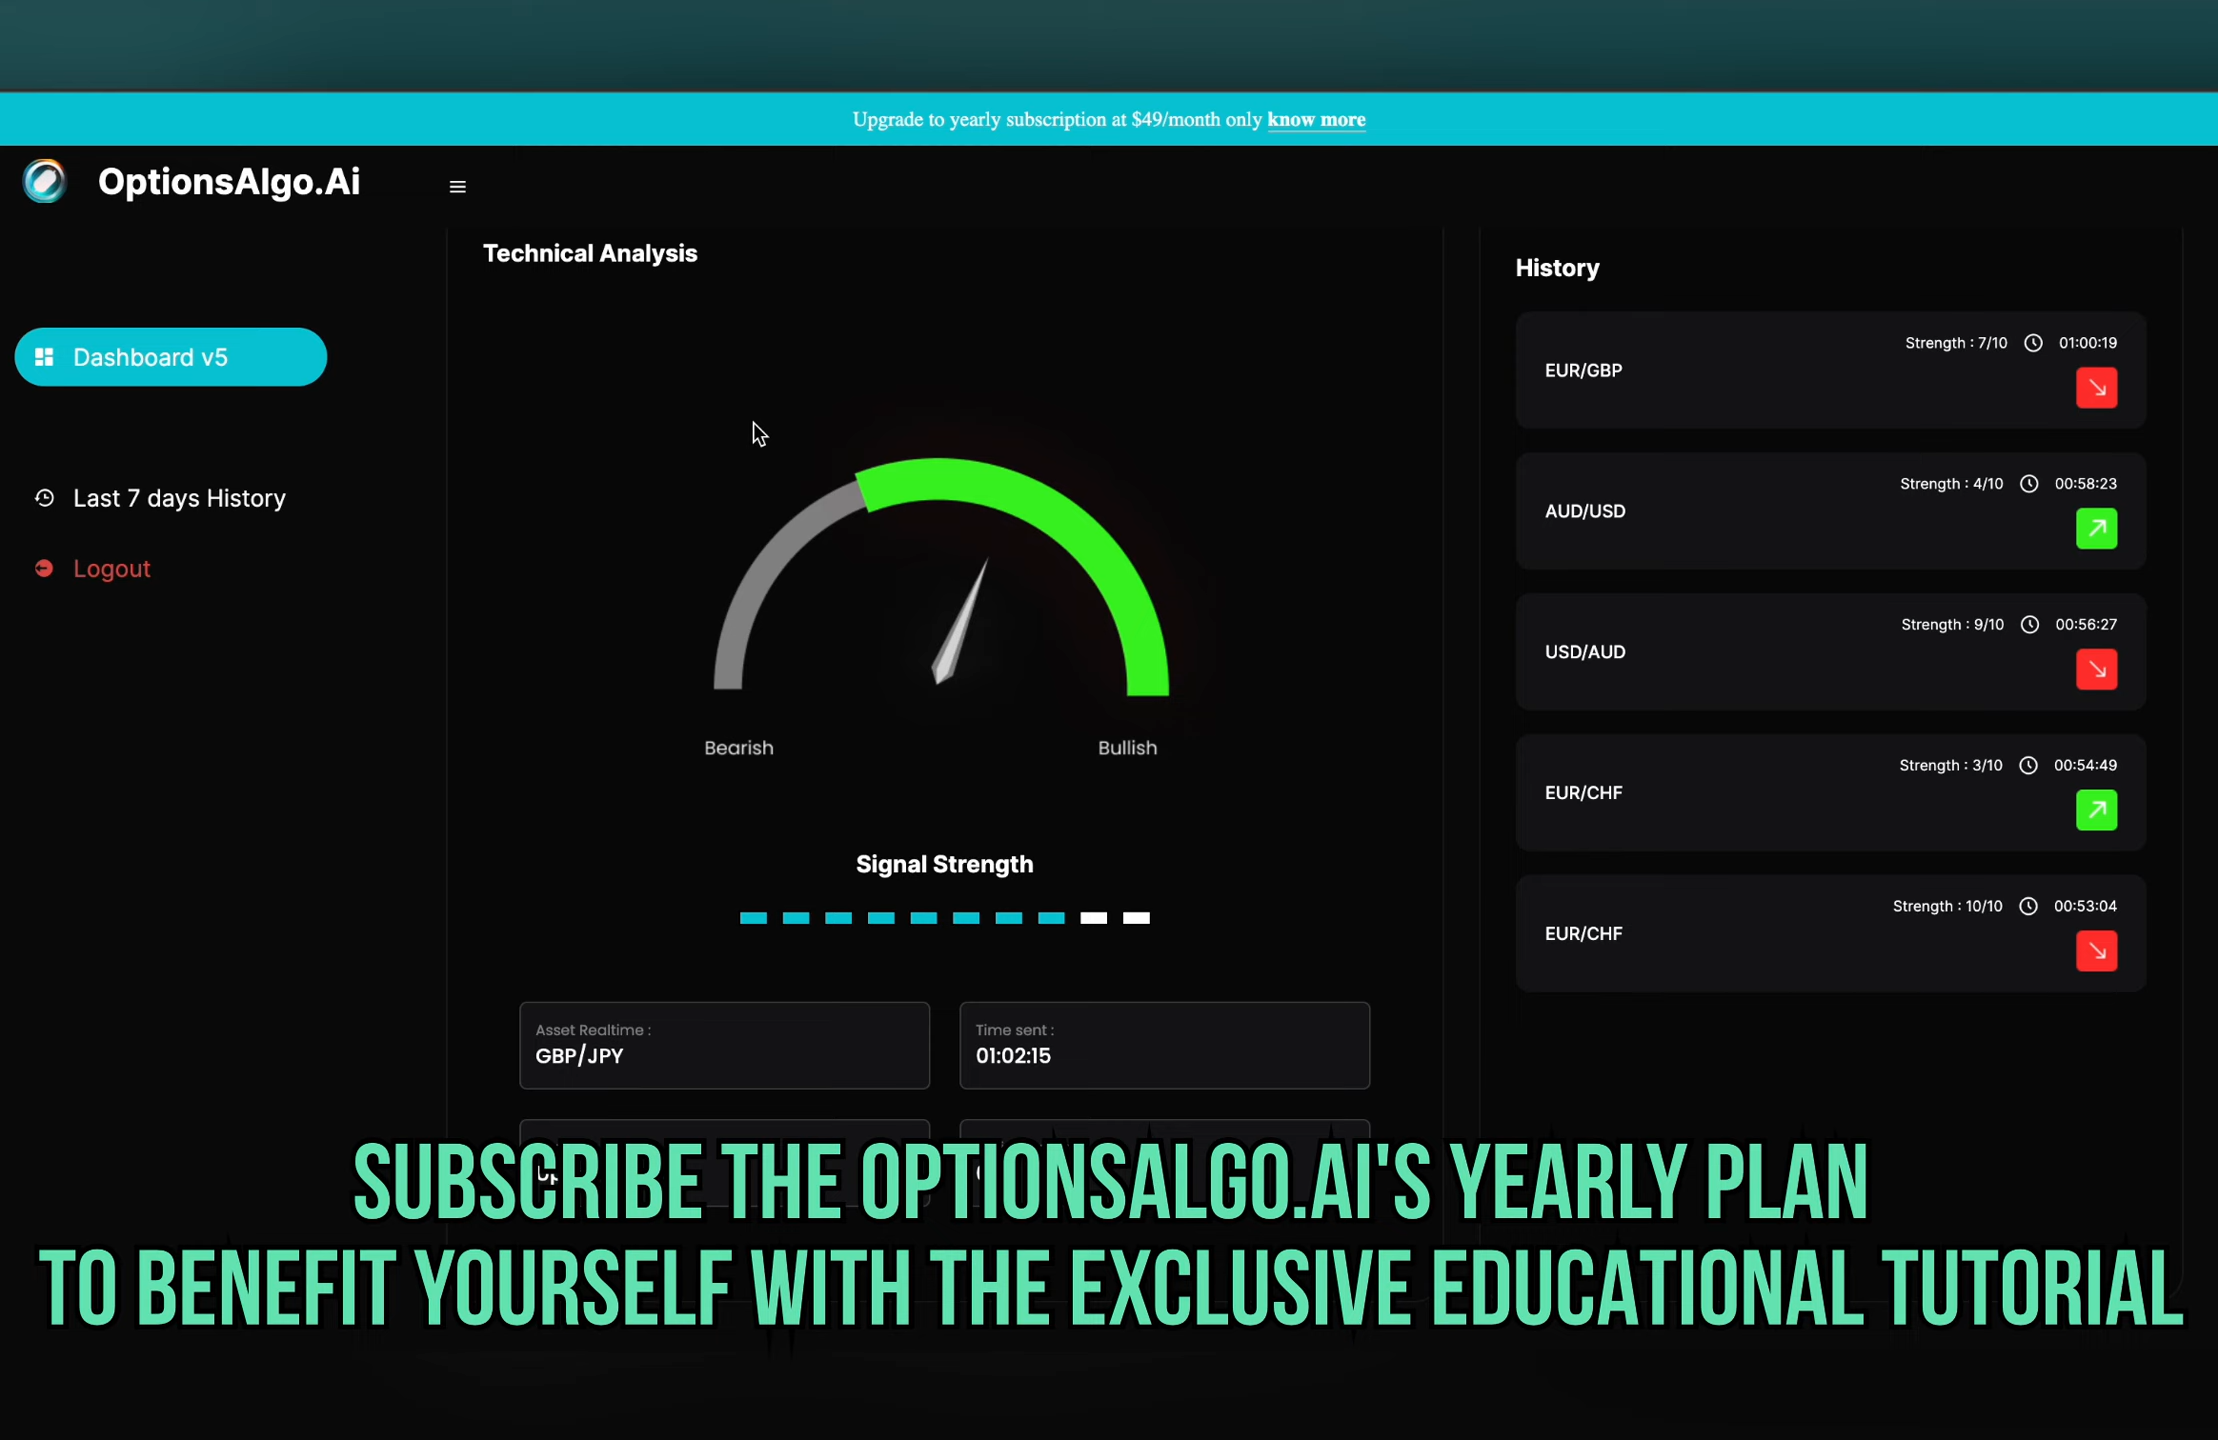 Upgrade to yearly subscription at $49/month only know more
OptionsAlgo.Ai
Dashboard v5
Last 7 days History
Logout
Technical Analysis
Bearish
Bullish
Signal Strength
Asset Realtime :
GBP/JPY
Time sent :
01:02:15
History
Strength : 7/10 01:00:19
EUR/GBP
Strength : 4/10 00:58:23
AUD/USD
Strength : 9/10 00:56:27
USD/AUD
Strength : 3/10 00:54:49
EUR/CHF
Strength : 10/10 00:53:04
EUR/CHF
SUBSCRIBE THE OPTIONSALGO.AI'S YEARLY PLAN
TO BENEFIT YOURSELF WITH THE EXCLUSIVE EDUCATIONAL TUTORIAL